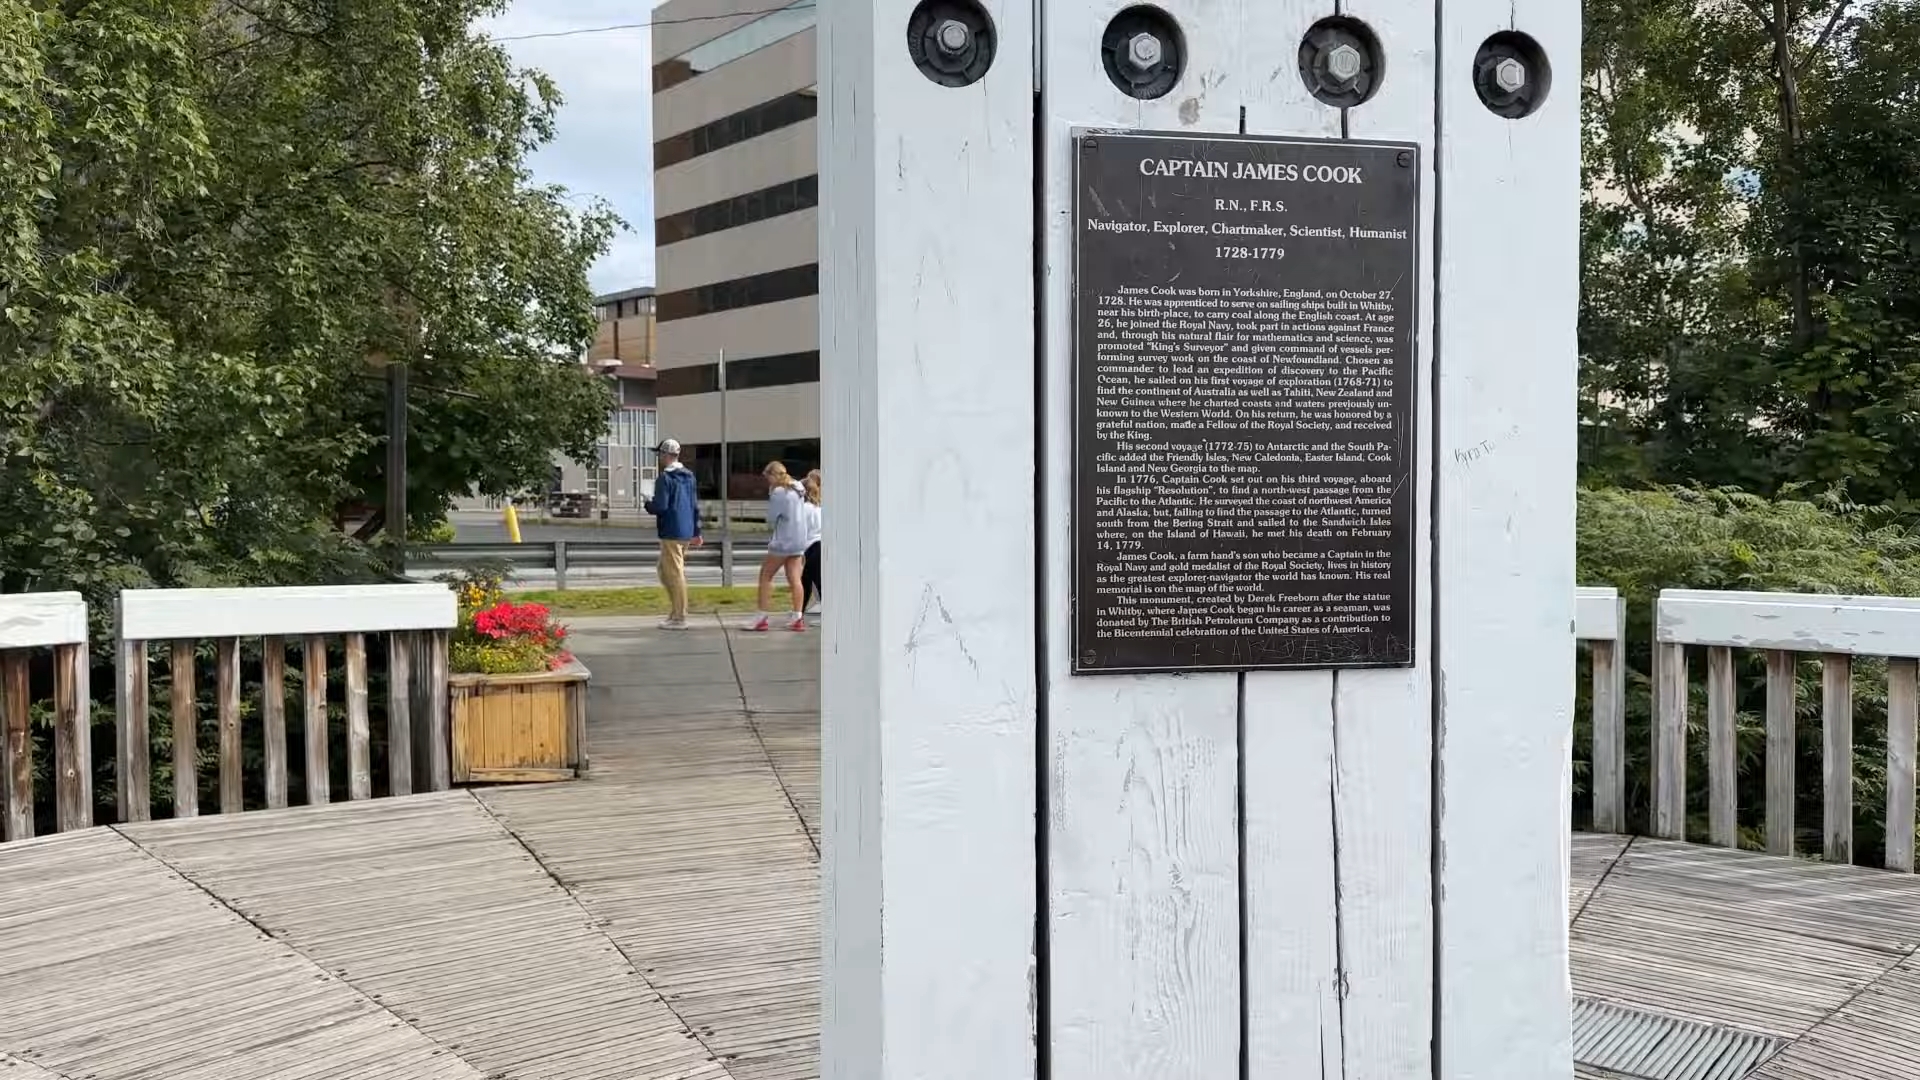 CAPTAIN JAMES COOK
R.N., F.R.S.
Navigator, Explorer, Chartmaker, Scientist, Humanist
1728-1779
James Cook was born in Yorkshire, England, on October 27,
1728. He was apprenticed to serve on sailing ships built in Whitby,
near his birth-place, to carry coal along the English coast. At age
26, he joined the Royal Navy, took part in actions against France
and, through his natural flair for mathematics and science, was
promoted "King's Surveyor" and given command of vessels per-
forming survey work on the coast of Newfoundland. Chosen as
commander to lead an expedition of discovery to the Pacific
Ocean, he sailed on his first voyage of exploration (1768-71) to
find the continent of Australia as well as Tahiti, New Zealand and
New Guinea where he charted coasts and waters previously un-
known to the Western World. On his return, he was honored by a
grateful nation, made a Fellow of the Royal Society, and received
by the King.
His second voyage (1772-75) to Antarctic and the South Pa-
cific added the Friendly Isles, New Caledonia, Easter Island, Cook
Island and New Georgia to the map.
In 1776, Captain Cook set out on his third voyage, aboard
his flagship "Resolution", to find a north-west passage from the
Pacific to the Atlantic. He surveyed the coast of northwest America
and Alaska, but, failing to find the passage to the Atlantic, turned
south from the Bering Strait and sailed to the Sandwich Isles
where, on the Island of Hawaii, he met his death on February
14, 1779.
James Cook, a farm hand's son who became a Captain in the
Royal Navy and gold medalist of the Royal Society, lives in history
as the greatest explorer-navigator the world has known. His real
memorial is on the map of the world.
This monument, created by Derek Freeborn after the statue
in Whitby, where James Cook began his career as a seaman, was
donated by The British Petroleum Company as a contribution to
the Bicentennial celebration of the United States of America.